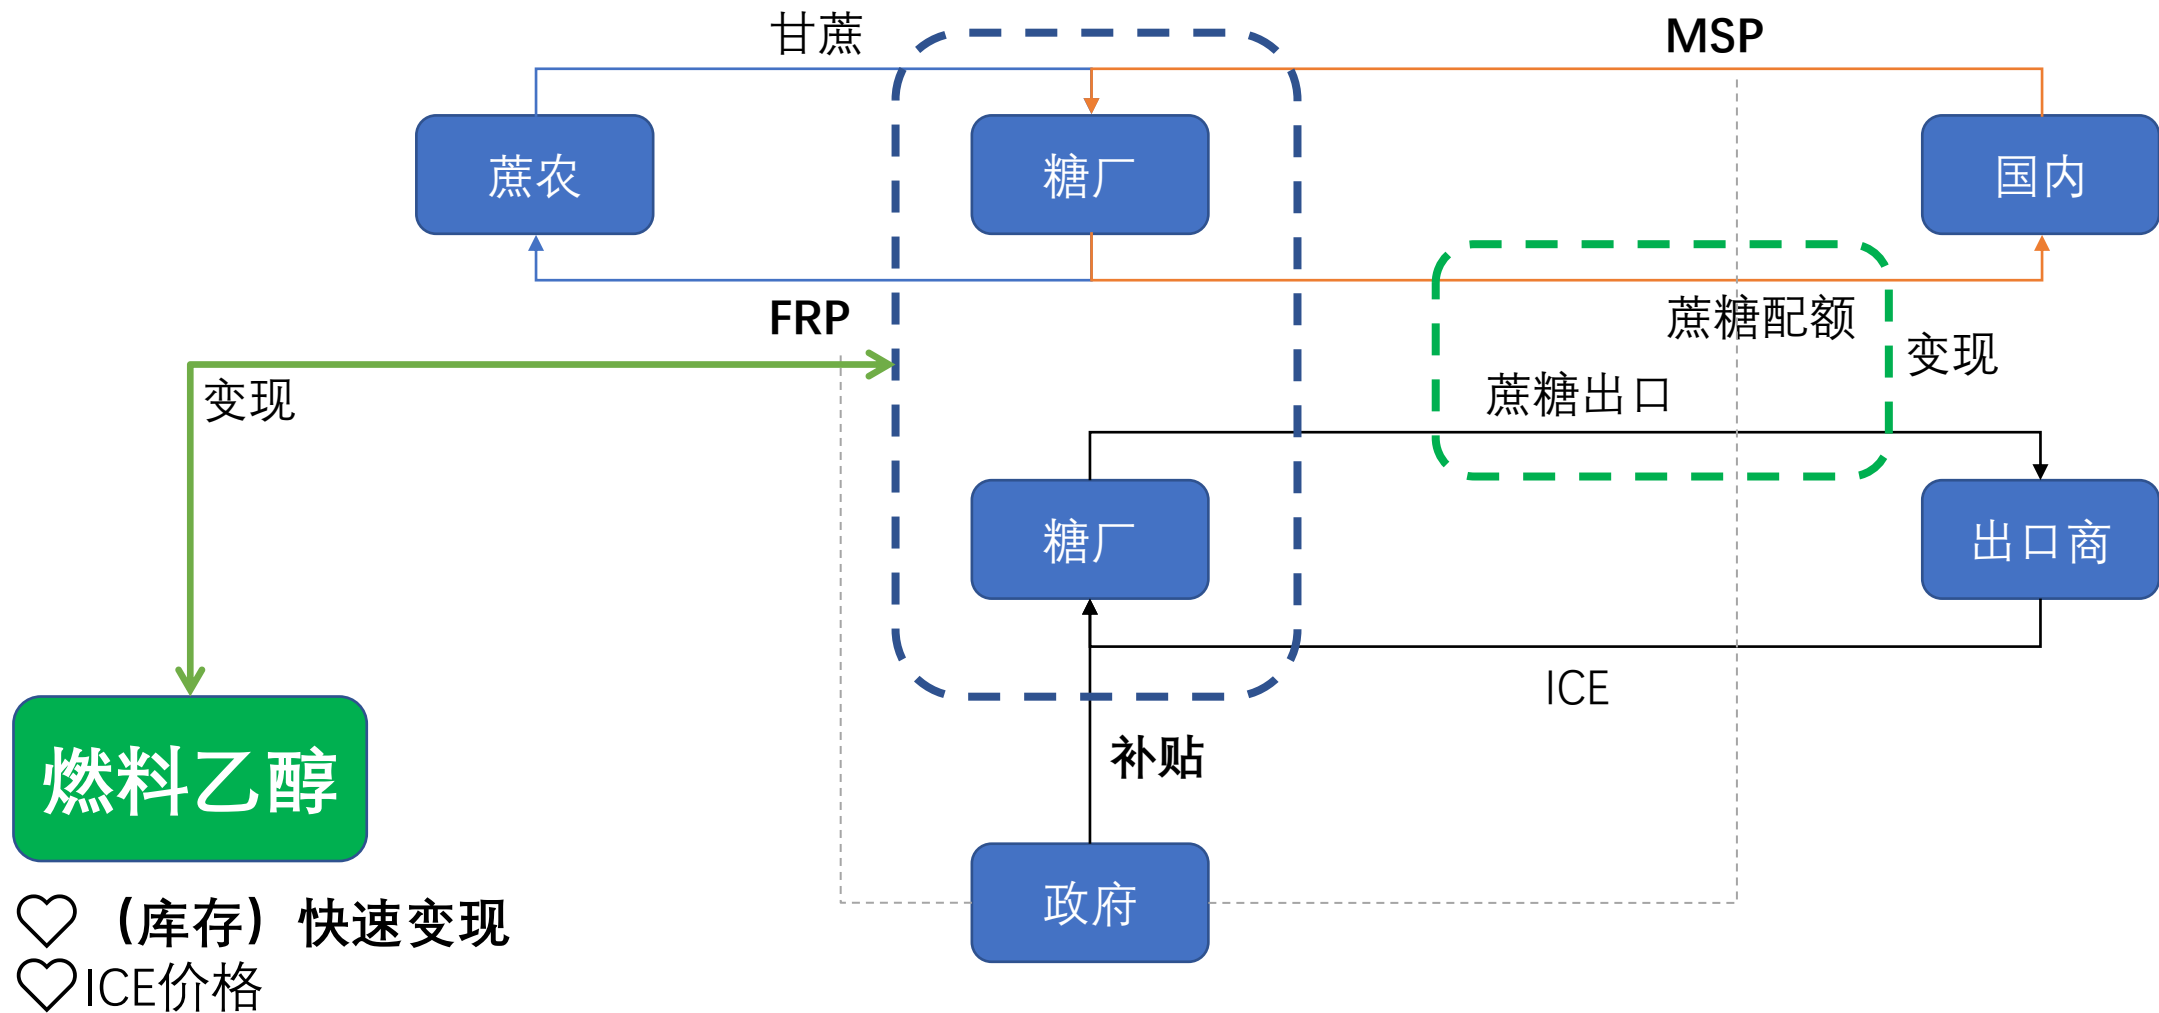 甘蔗
MSP
蔗农
糖厂
国内
FRP
蔗糖配额
变现
变现
蔗糖出口
糖厂
出口商
ICE
补贴
燃料乙醇
政府
（库存）快速变现
ICE价格